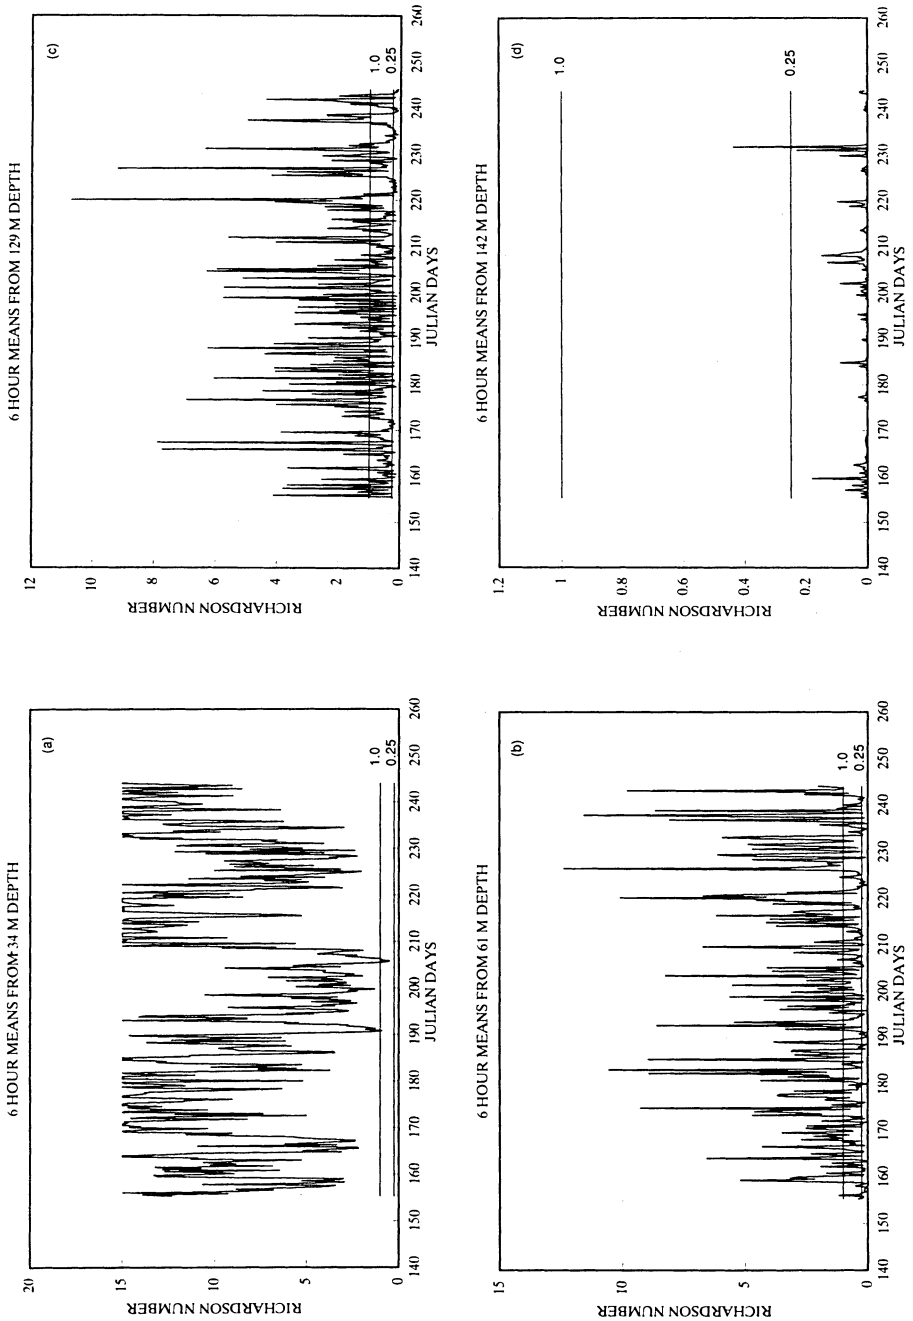 6 HOUR MEANS FROM 34 M DEPTH
(a)
RICHARDSON NUMBER
20
15
10
5
0
1.0
0.25
140 150 160 170 180 190 200 210 220 230 240 250 260
JULIAN DAYS
6 HOUR MEANS FROM 129 M DEPTH
(c)
RICHARDSON NUMBER
12
10
8
6
4
2
0
1.0
0.25
140 150 160 170 180 190 200 210 220 230 240 250 260
JULIAN DAYS
6 HOUR MEANS FROM 61 M DEPTH
(b)
RICHARDSON NUMBER
15
10
5
0
1.0
0.25
140 150 160 170 180 190 200 210 220 230 240 250 260
JULIAN DAYS
6 HOUR MEANS FROM 142 M DEPTH
(d)
RICHARDSON NUMBER
1.2
1
0.8
0.6
0.4
0.2
0
1.0
0.25
140 150 160 170 180 190 200 210 220 230 240 250 260
JULIAN DAYS